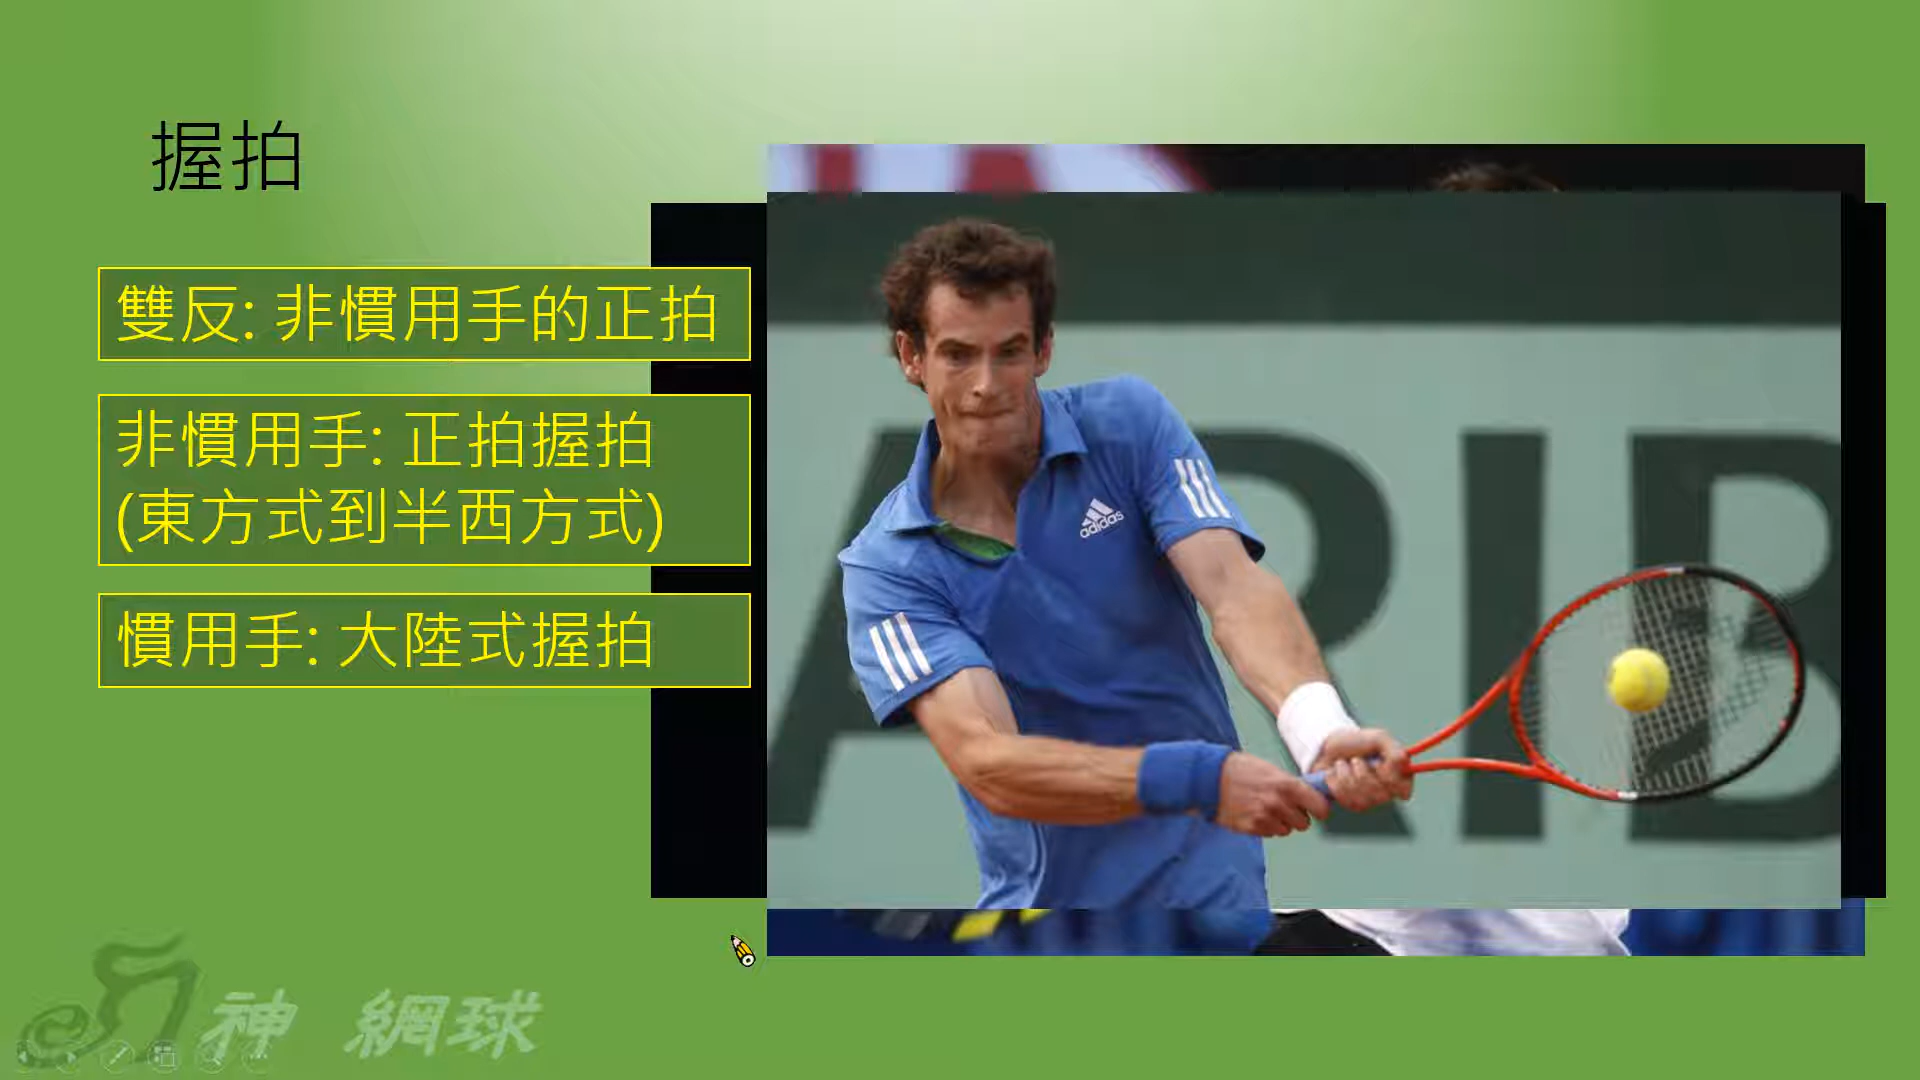 握拍
雙反: 非慣用手的正拍
非慣用手: 正拍握拍
(東方式到半西方式)
慣用手: 大陸式握拍
adidas
ARIB
神 網球